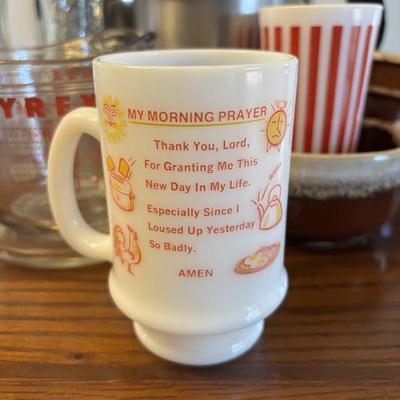 PYREX
MY MORNING PRAYER
Thank You, Lord,
For Granting Me This
New Day In My Life.
Especially Since I
Loused Up Yesterday
So Badly.
AMEN